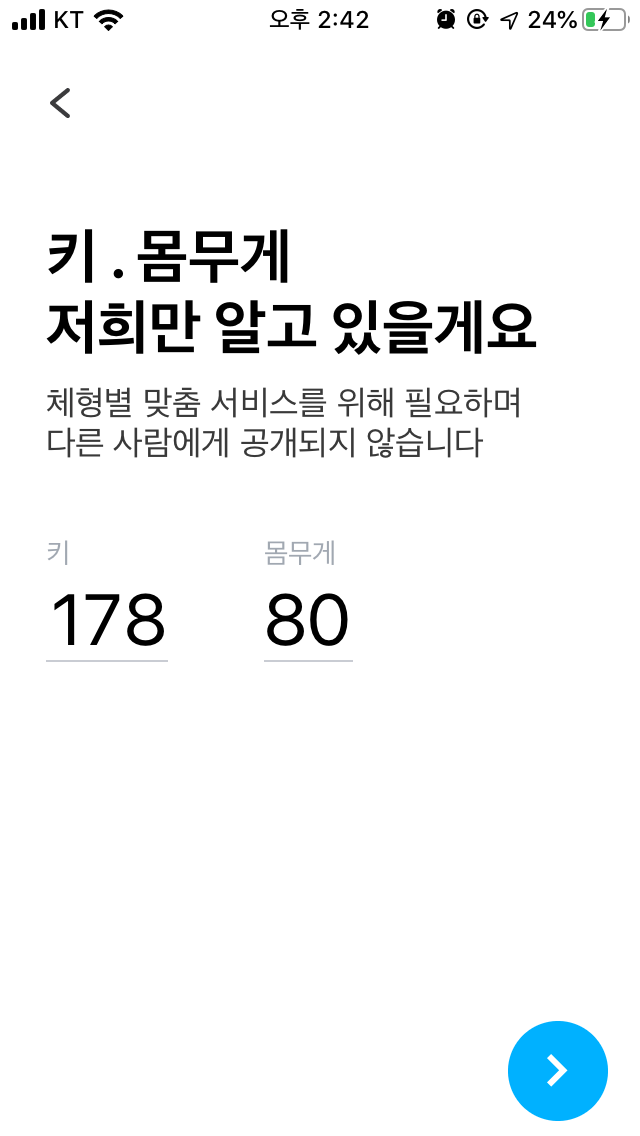 KT 오후 2:42 24%
키 . 몸무게
저희만 알고 있을게요
체형별 맞춤 서비스를 위해 필요하며
다른 사람에게 공개되지 않습니다
키 몸무게
178 80